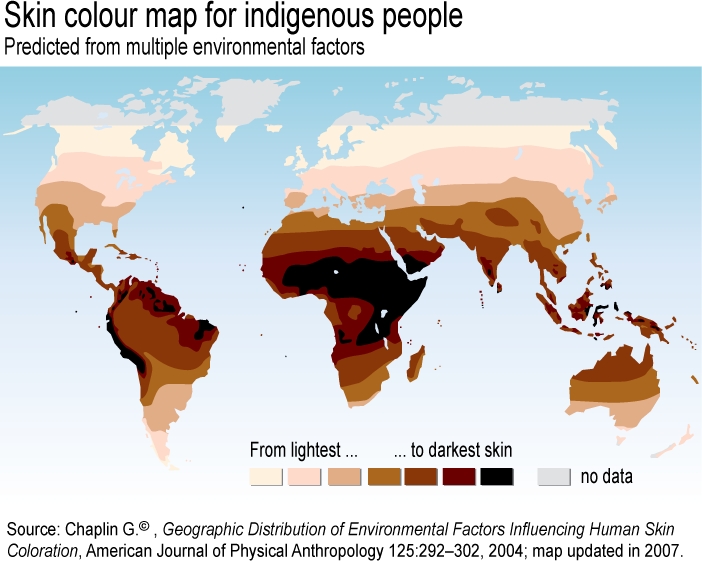 Skin colour map for indigenous people
Predicted from multiple environmental factors
From lightest ... ... to darkest skin
no data
Source: Chaplin G.© , Geographic Distribution of Environmental Factors Influencing Human Skin
Coloration, American Journal of Physical Anthropology 125:292–302, 2004; map updated in 2007.